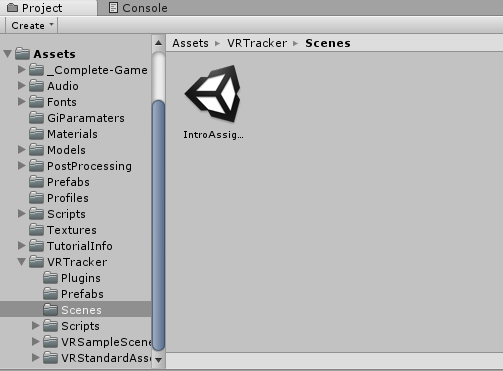 Project
Console
Create
Assets
_Complete-Game
Audio
Fonts
GiParamaters
Materials
Models
PostProcessing
Prefabs
Profiles
Scripts
Textures
TutorialInfo
VRTracker
Plugins
Prefabs
Scenes
Scripts
VRSampleScene
VRStandardAsse
Assets ▸ VRTracker ▸ Scenes
IntroAssig...